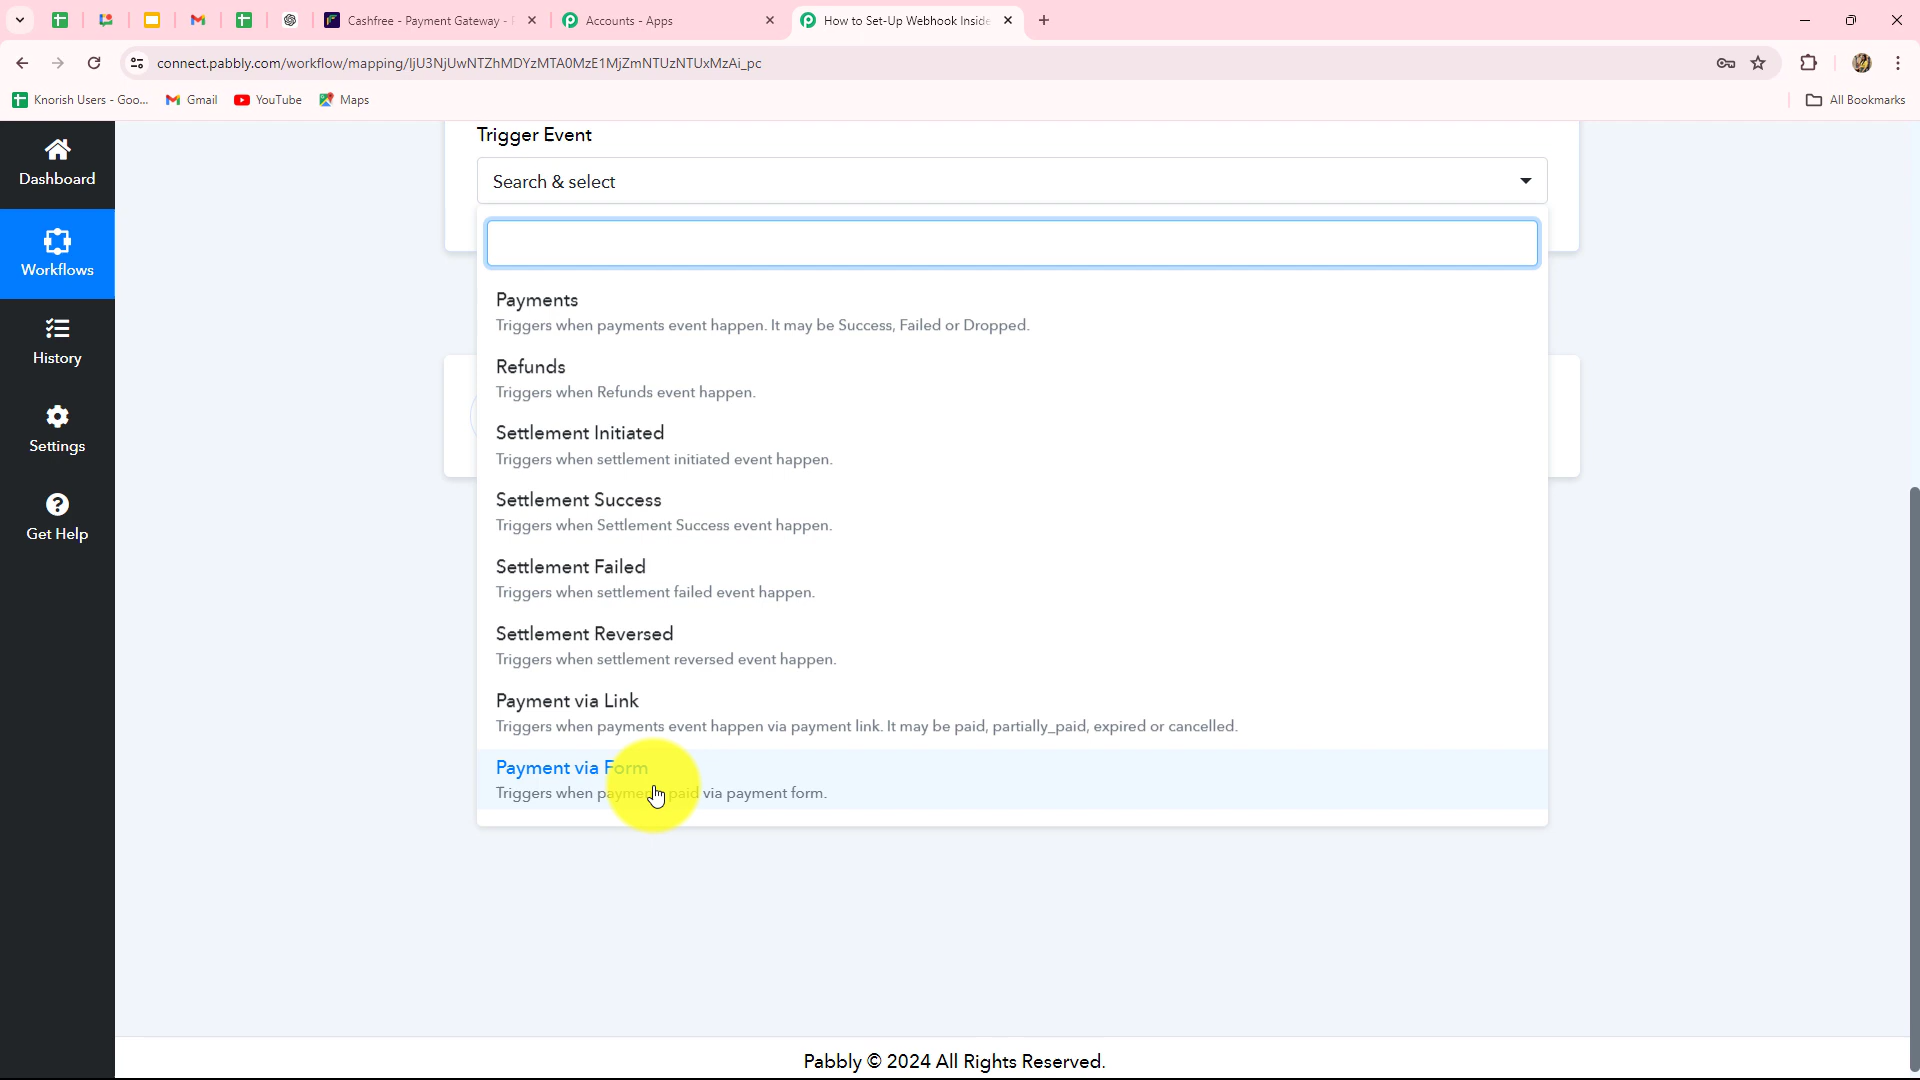 Cashfree - Payment Gateway -
Accounts - Apps
How to Set-Up Webhook Inside
connect.pabbly.com/workflow/mapping/IjU3NjUwNTZhMDYzMTA0MzE1MjZmNTUzNTUxMzAi_pc
Knorish Users - Goo...
Gmail
YouTube
Maps
All Bookmarks
Dashboard
Workflows
History
Settings
Get Help
Trigger Event
Search & select
Payments
Triggers when payments event happen. It may be Success, Failed or Dropped.
Refunds
Triggers when Refunds event happen.
Settlement Initiated
Triggers when settlement initiated event happen.
Settlement Success
Triggers when Settlement Success event happen.
Settlement Failed
Triggers when settlement failed event happen.
Settlement Reversed
Triggers when settlement reversed event happen.
Payment via Link
Triggers when payments event happen via payment link. It may be paid, partially_paid, expired or cancelled.
Payment via Form
Triggers when payment paid via payment form.
Pabbly © 2024 All Rights Reserved.